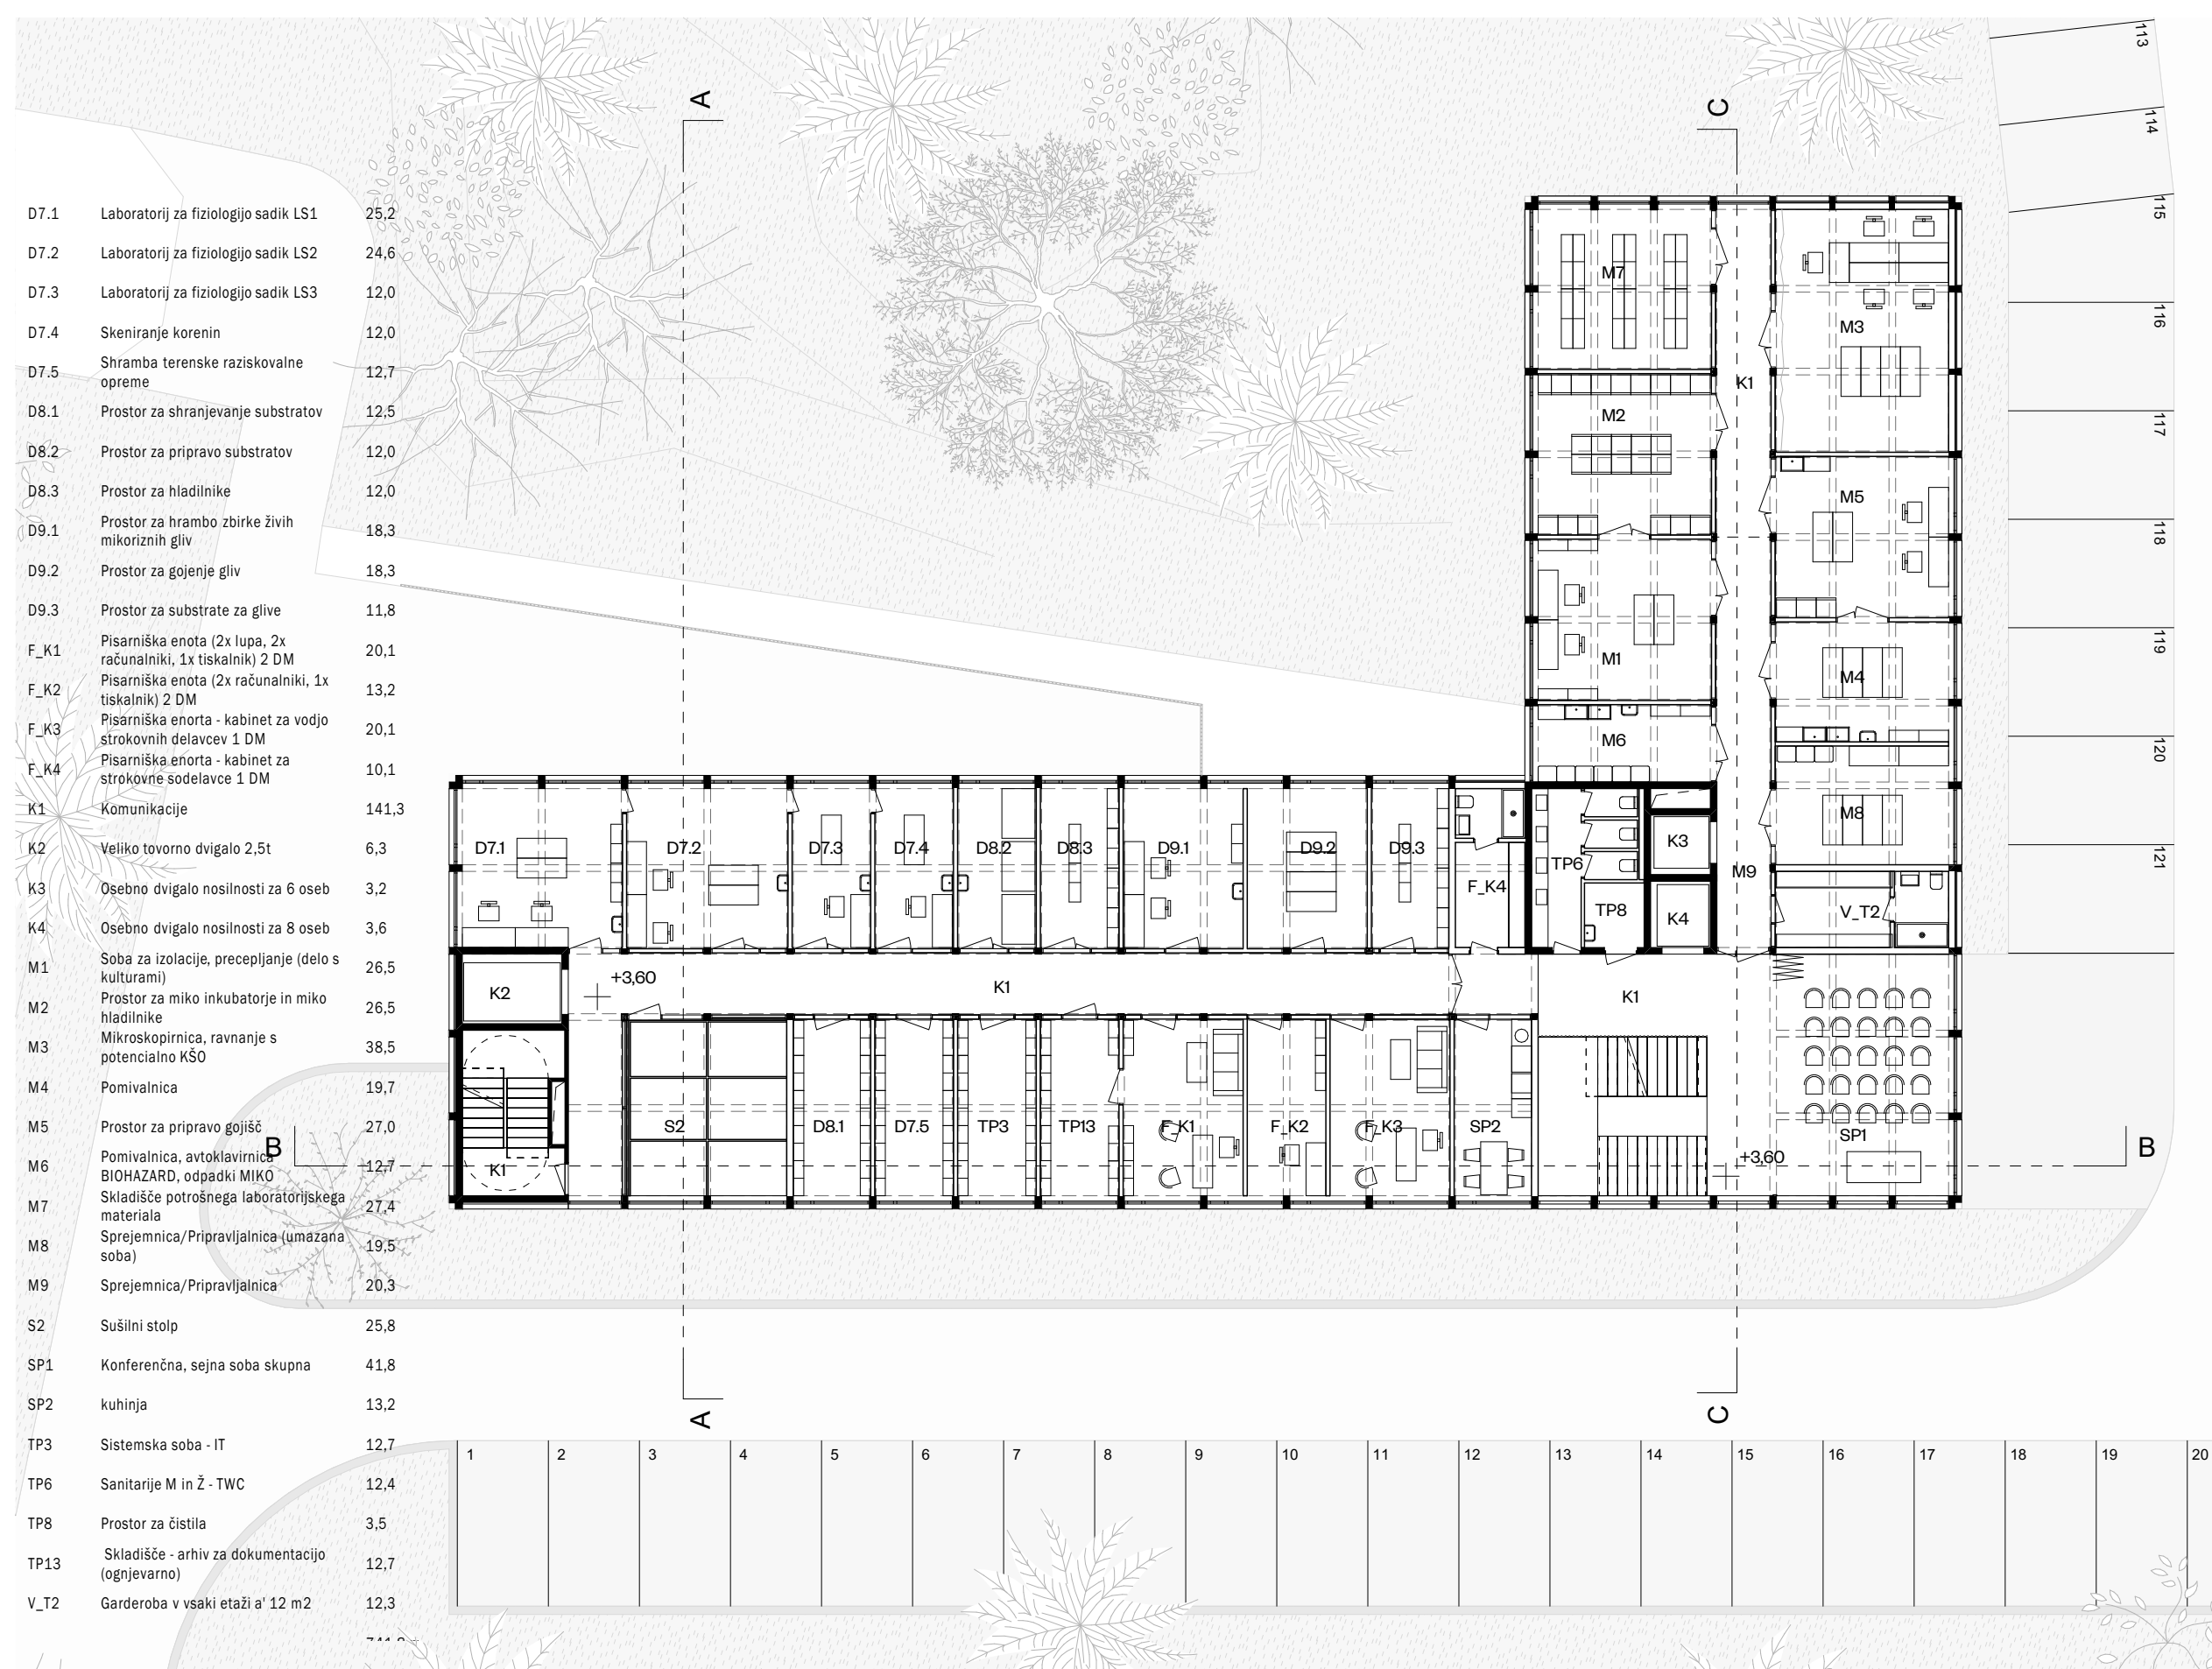 A
C
113
114
115
116
117
118
119
120
121
D7.1 Laboratorij za fiziologijo sadik LS1 25,2
D7.2 Laboratorij za fiziologijo sadik LS2 24,6
D7.3 Laboratorij za fiziologijo sadik LS3 12,0
D7.4 Skeniranje korenin 12,0
D7.5 Shramba terenske raziskovalne
opreme 12,7
D8.1 Prostor za shranjevanje substratov 12,5
D8.2 Prostor za pripravo substratov 12,0
D8.3 Prostor za hladilnike 12,0
D9.1 Prostor za hrambo zbirke živih
mikoriznih gliv 18,3
D9.2 Prostor za gojenje gliv 18,3
D9.3 Prostor za substrate za glive 11,8
F_K1 Pisarniška enota (2x lupa, 2x
računalniki, 1x tiskalnik) 2 DM 20,1
F_K2 Pisarniška enota (2x računalniki, 1x
tiskalnik) 2 DM 13,2
F_K3 Pisarniška enorta - kabinet za vodjo
strokovnih delavcev 1 DM 20,1
F_K4 Pisarniška enorta - kabinet za
strokovne sodelavce 1 DM 10,1
K1 Komunikacije 141,3
K2 Veliko tovorno dvigalo 2,5t 6,3
K3 Osebno dvigalo nosilnosti za 6 oseb 3,2
K4 Osebno dvigalo nosilnosti za 8 oseb 3,6
M1 Soba za izolacije, precepljanje (delo s
kulturami) 26,5
M2 Prostor za miko inkubatorje in miko
hladilnike 26,5
M3 Mikroskopirnica, ravnanje s
potencialno KŠO 38,5
M4 Pomivalnica 19,7
M5 Prostor za pripravo gojišč 27,0
M6 Pomivalnica, avtoklavirnica
BIOHAZARD, odpadki MIKO 12,7
M7 Skladišče potrošnega laboratorijskega
materiala 27,4
M8 Sprejemnica/Pripravljalnica (umazana
soba) 19,5
M9 Sprejemnica/Pripravljalnica 20,3
S2 Sušilni stolp 25,8
SP1 Konferenčna, sejna soba skupna 41,8
SP2 kuhinja 13,2
TP3 Sistemska soba - IT 12,7
TP6 Sanitarije M in Ž - TWC 12,4
TP8 Prostor za čistila 3,5
TP13 Skladišče - arhiv za dokumentacijo
(ognjevarno) 12,7
V_T2 Garderoba v vsaki etaži a' 12 m2 12,3
M7
M3
K1
M2
M5
M1
M4
M6
M8
D7.1 D7.2 D7.3 D7.4 D8.2 D8.3 D9.1 D9.2 D9.3
F_K4 TP6 TP8 K3 K4 M9 V_T2
K2
+3,60
K1
K1
S2 D8.1 D7.5 TP3 TP13 F_K1 F_K2 F_K3 SP2 SP1
B
K1
+3,60
B
A
C
1 2 3 4 5 6 7 8 9 10 11 12 13 14 15 16 17 18 19 20